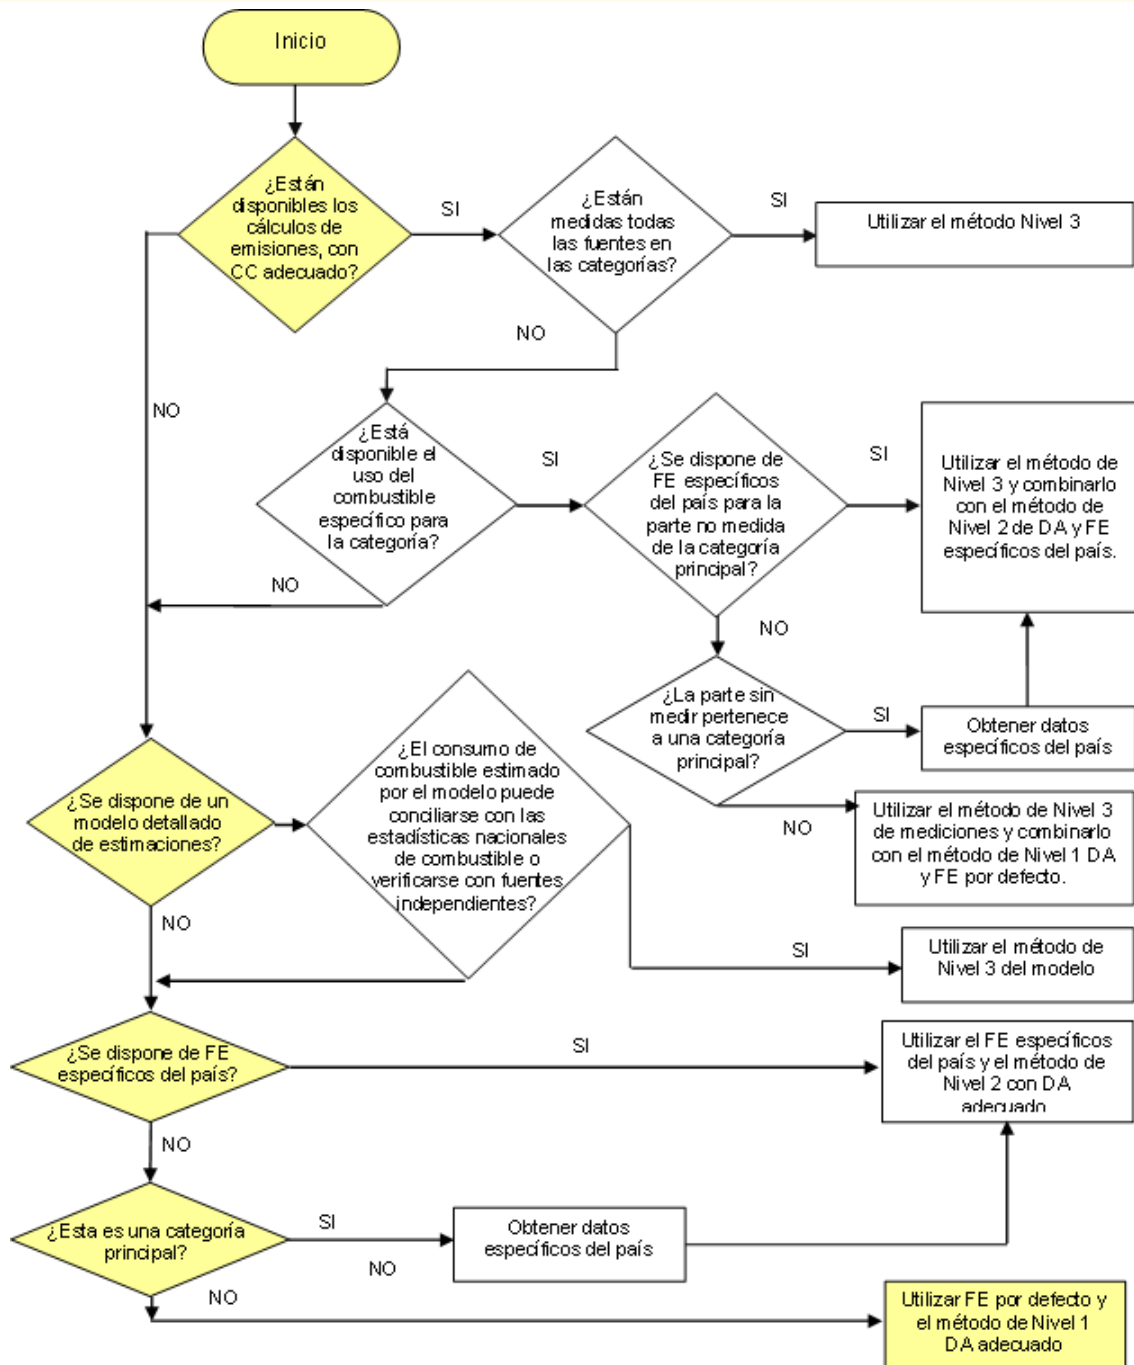 Inicio
¿Están
disponibles los
cálculos de
emisiones, con
CC adecuado?
SI
¿Están
medidas todas
las fuentes en
las categorías?
SI
Utilizar el método Nivel 3
NO
NO
¿Está
disponible el
uso del
combustible
específico para
la categoría?
SI
¿Se dispone de
FE específicos
del país para la
parte no medida
de la categoría
principal?
SI
Utilizar el método de
Nivel 3 y combinarlo
con el método de
Nivel 2 de DA y FE
específicos del país.
NO
NO
¿La parte sin
medir pertenece
a una categoría
principal?
SI
Obtener datos
específicos del país
NO
Utilizar el método de Nivel 3
de mediciones y combinarlo
con el método de Nivel 1 DA
y FE por defecto.
¿Se dispone de un
modelo detallado
de estimaciones?
¿El consumo de
combustible estimado
por el modelo puede
conciliarse con las
estadísticas nacionales
de combustible o
verificarse con fuentes
independientes?
NO
SI
Utilizar el método de
Nivel 3 del modelo
¿Se dispone de FE
específicos del país?
SI
Utilizar el FE específicos
del país y el método de
Nivel 2 con DA
adecuado
NO
¿Esta es una categoría
principal?
SI
NO
Obtener datos
específicos del país
NO
Utilizar FE por defecto y
el método de Nivel 1
DA adecuado